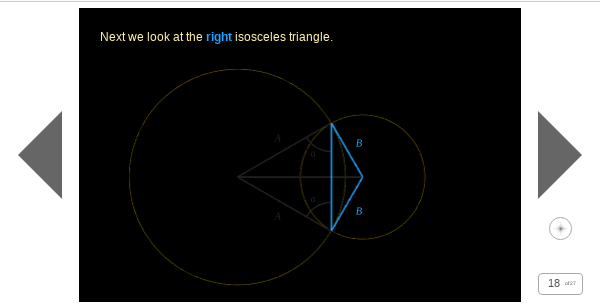 Next we look at the right isosceles triangle.
A
B
α
α
A
B
18 of 27